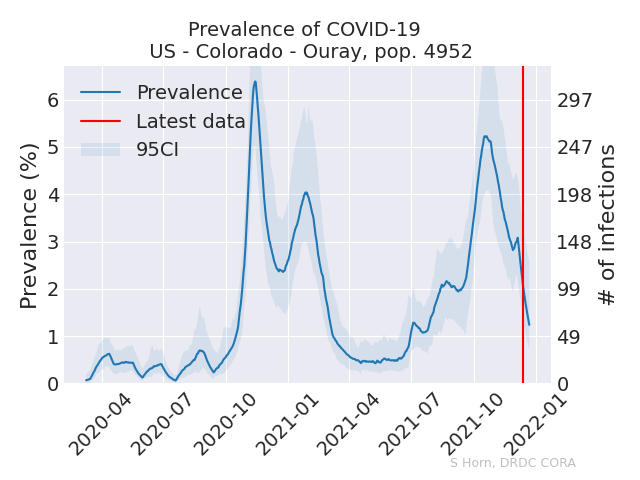 Prevalence of COVID-19
US - Colorado - Ouray, pop. 4952
Prevalence
Latest data
95CI
Prevalence (%)
6
5
4
3
2
1
0
297
247
198
148
99
49
0
# of infections
2020-04
2020-07
2020-10
2021-01
2021-04
2021-07
2021-10
2022-01
S Horn, DRDC CORA